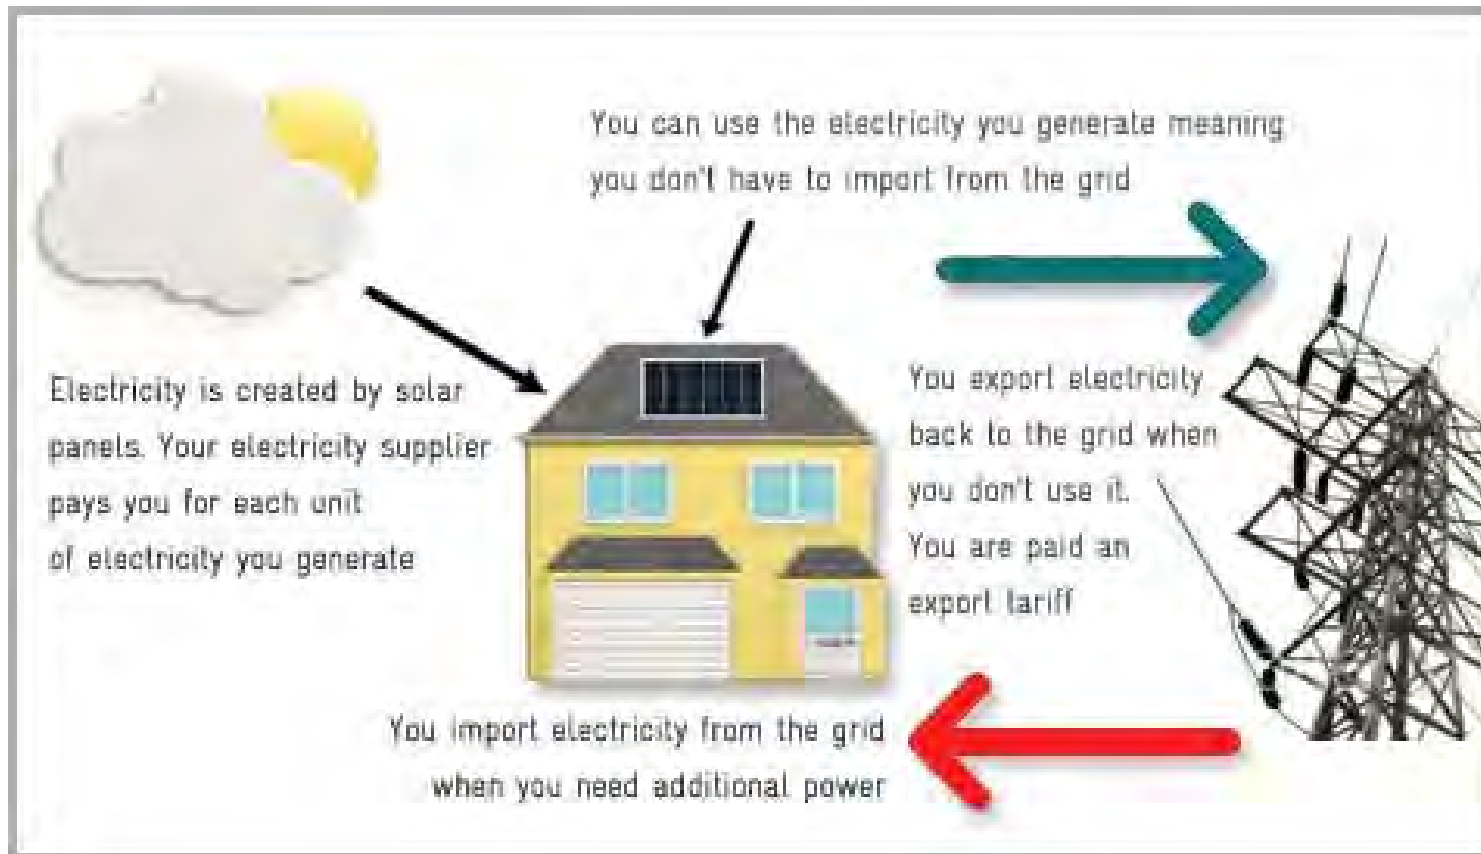 You can use the electricity you generate meaning
you don't have to import from the grid
Electricity is created by solar
panels. Your electricity supplier
pays you for each unit
of electricity you generate
You export electricity
back to the grid when
you don't use it.
You are paid an
export tariff
You import electricity from the grid
when you need additional power